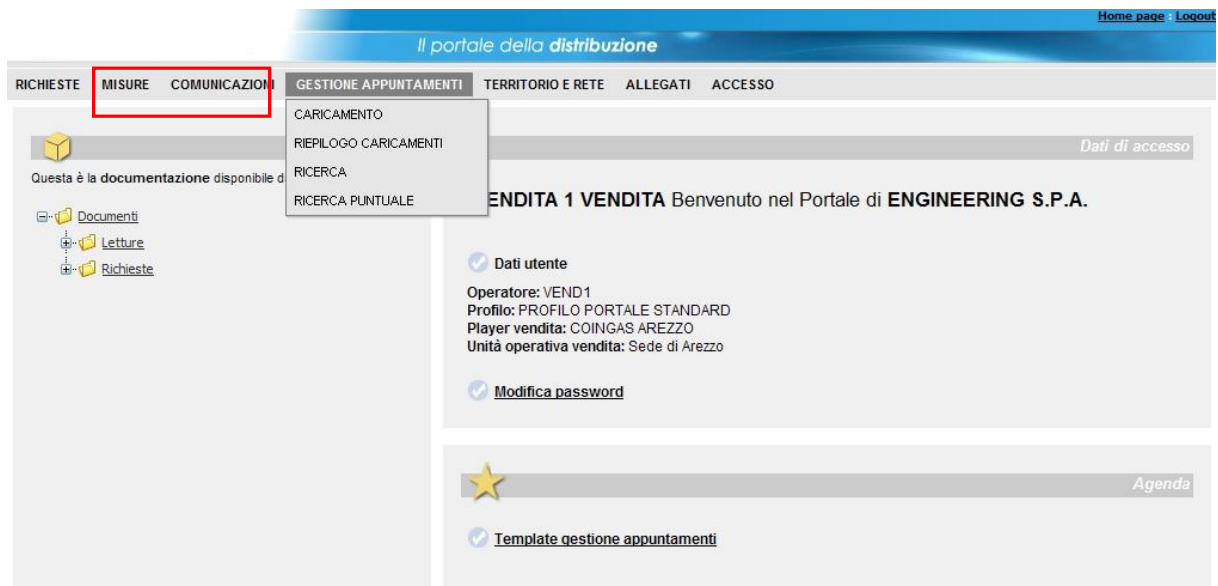 Home page : Logout
Il portale della distribuzione
RICHIESTE MISURE COMUNICAZIONI GESTIONE APPUNTAMENTI TERRITORIO E RETE ALLEGATI ACCESSO
CARICAMENTO
RIEPILOGO CARICAMENTI
RICERCA
RICERCA PUNTUALE
Questa è la documentazione disponibile
Documenti
Letture
Richieste
Dati di accesso
ENDITA 1 VENDITA Benvenuto nel Portale di ENGINEERING S.P.A.
Dati utente
Operatore: VEND1
Profilo: PROFILO PORTALE STANDARD
Player vendita: COINGAS AREZZO
Unità operativa vendita: Sede di Arezzo
Modifica password
Agenda
Template gestione appuntamenti